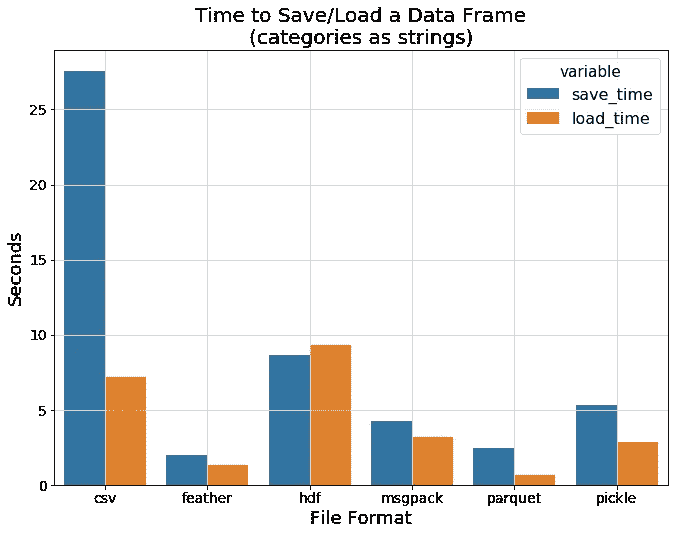 Time to Save/Load a Data Frame
(categories as strings)
variable
save_time
load_time
Seconds
25
20
15
10
5
0
csv feather hdf msgpack parquet pickle
File Format